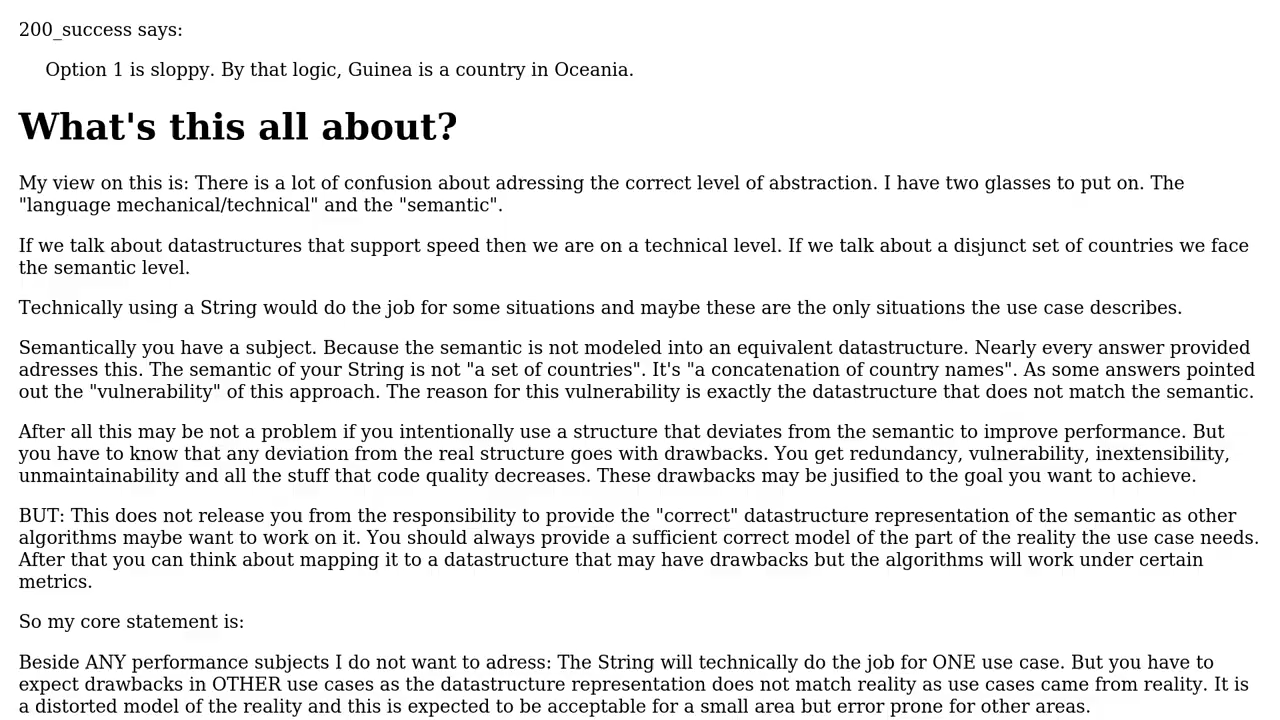 200_success says:
Option 1 is sloppy. By that logic, Guinea is a country in Oceania.
What's this all about?
My view on this is: There is a lot of confusion about adressing the correct level of abstraction. I have two glasses to put on. The
"language mechanical/technical" and the "semantic".
If we talk about datastructures that support speed then we are on a technical level. If we talk about a disjunct set of countries we face
the semantic level.
Technically using a String would do the job for some situations and maybe these are the only situations the use case describes.
Semantically you have a subject. Because the semantic is not modeled into an equivalent datastructure. Nearly every answer provided
adresses this. The semantic of your String is not "a set of countries". It's "a concatenation of country names". As some answers pointed
out the "vulnerability" of this approach. The reason for this vulnerability is exactly the datastructure that does not match the semantic.
After all this may be not a problem if you intentionally use a structure that deviates from the semantic to improve performance. But
you have to know that any deviation from the real structure goes with drawbacks. You get redundancy, vulnerability, inextensibility,
unmaintainability and all the stuff that code quality decreases. These drawbacks may be jusified to the goal you want to achieve.
BUT: This does not release you from the responsibility to provide the "correct" datastructure representation of the semantic as other
algorithms maybe want to work on it. You should always provide a sufficient correct model of the part of the reality the use case needs.
After that you can think about mapping it to a datastructure that may have drawbacks but the algorithms will work under certain
metrics.
So my core statement is:
Beside ANY performance subjects I do not want to adress: The String will technically do the job for ONE use case. But you have to
expect drawbacks in OTHER use cases as the datastructure representation does not match reality as use cases came from reality. It is
a distorted model of the reality and this is expected to be acceptable for a small area but error prone for other areas.